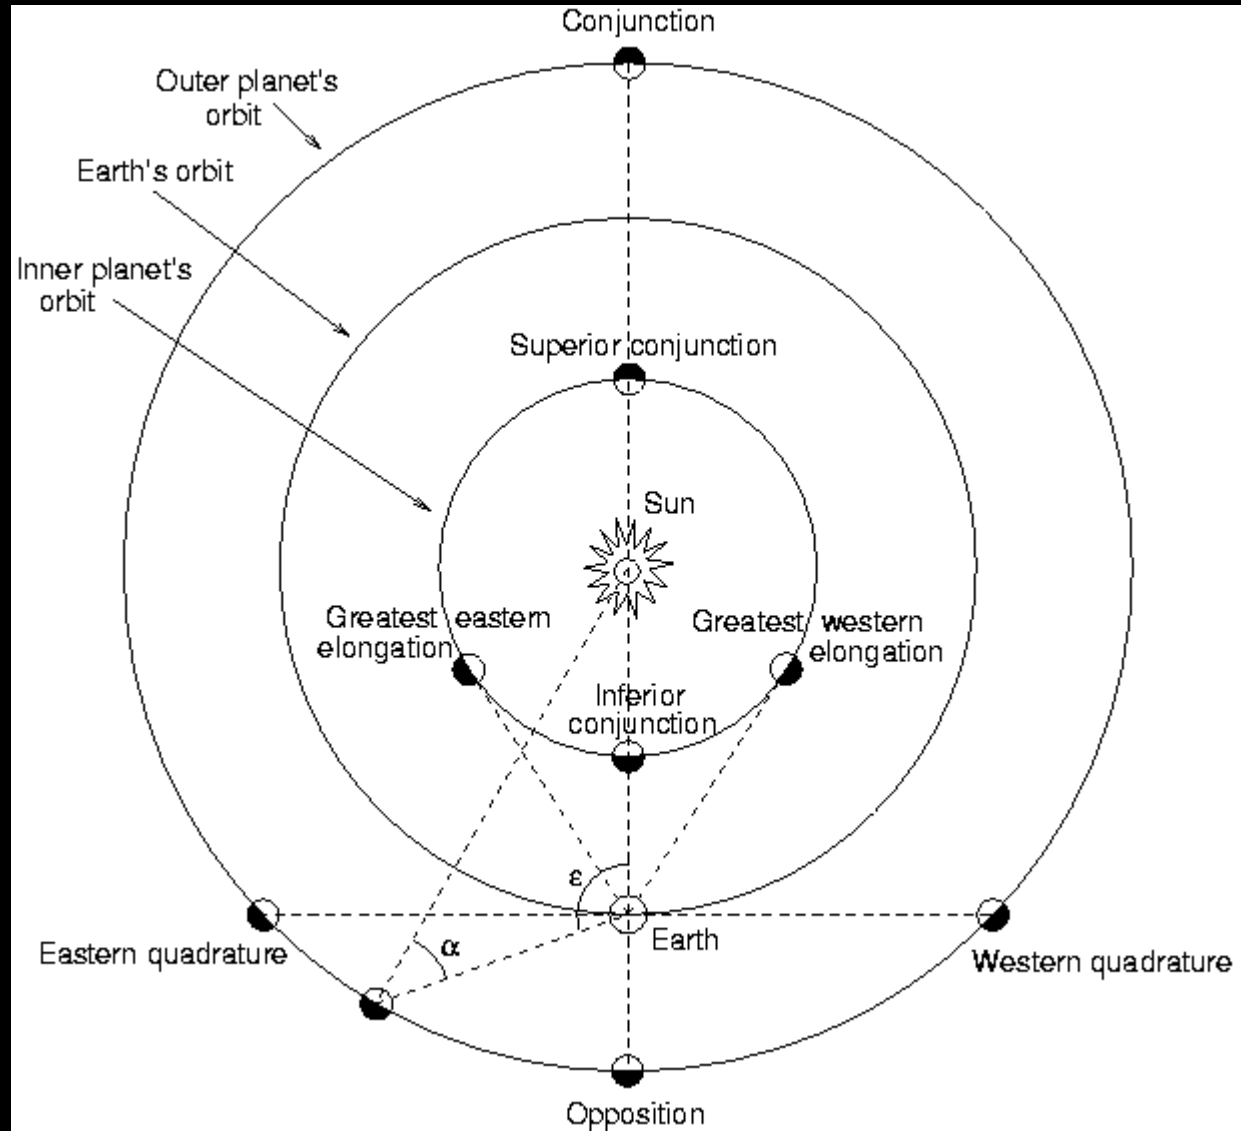 Conjunction
Outer planet's
orbit
Earth's orbit
Inner planet's
orbit
Superior conjunction
Sun
Greatest eastern
elongation
Greatest western
elongation
Inferior
conjunction
ε
α
Earth
Eastern quadrature
Western quadrature
Opposition